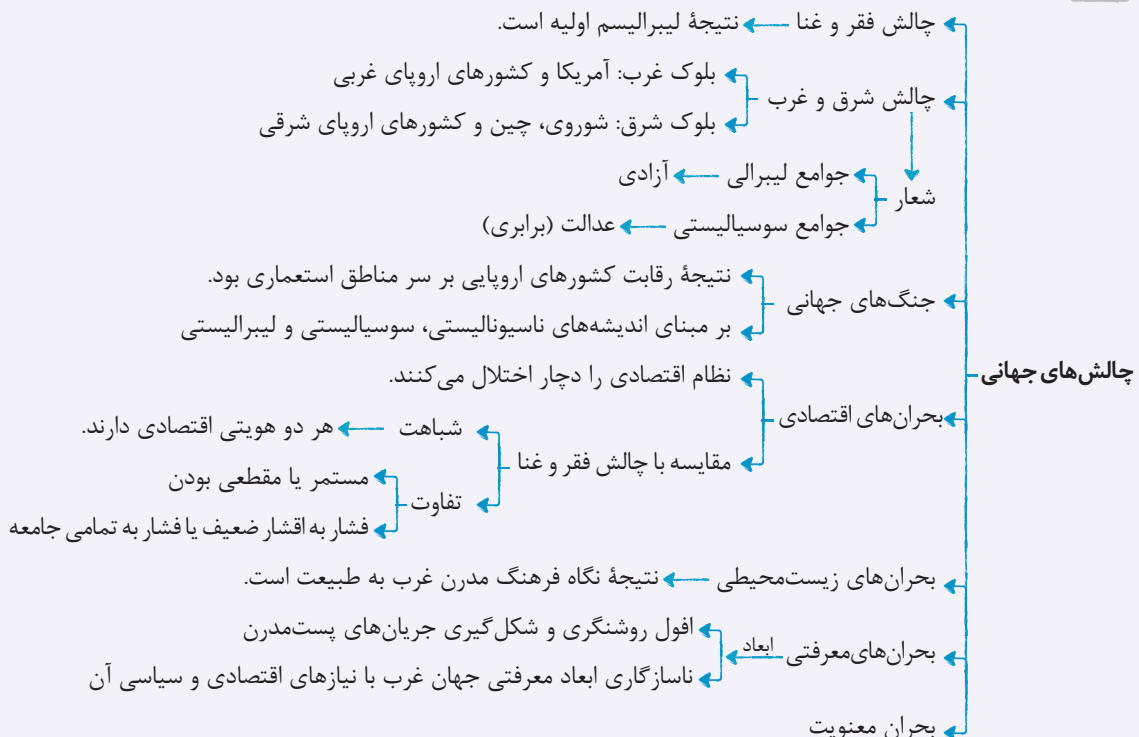 چالش‌های جهانی
چالش فقر و غنا
نتیجهٔ لیبرالیسم اولیه است.
چالش شرق و غرب
بلوک غرب: آمریکا و کشورهای اروپای غربی
بلوک شرق: شوروی، چین و کشورهای اروپای شرقی
شعار
جوامع لیبرالی
آزادی
جوامع سوسیالیستی
عدالت (برابری)
جنگ‌های جهانی
نتیجهٔ رقابت کشورهای اروپایی بر سر مناطق استعماری بود.
بر مبنای اندیشه‌های ناسیونالیستی، سوسیالیستی و لیبرالیستی
بحران‌های اقتصادی
نظام اقتصادی را دچار اختلال می‌کنند.
مقایسه با چالش فقر و غنا
شباهت
هر دو هویتی اقتصادی دارند.
تفاوت
مستمر یا مقطعی بودن
فشار به اقشار ضعیف یا فشار به تمامی جامعه
بحران‌های زیست‌محیطی
نتیجهٔ نگاه فرهنگ مدرن غرب به طبیعت است.
بحران‌های‌معرفتی
ابعاد
افول روشنگری و شکل‌گیری جریان‌های پست‌مدرن
ناسازگاری ابعاد معرفتی جهان غرب با نیازهای اقتصادی و سیاسی آن
بحران معنویت